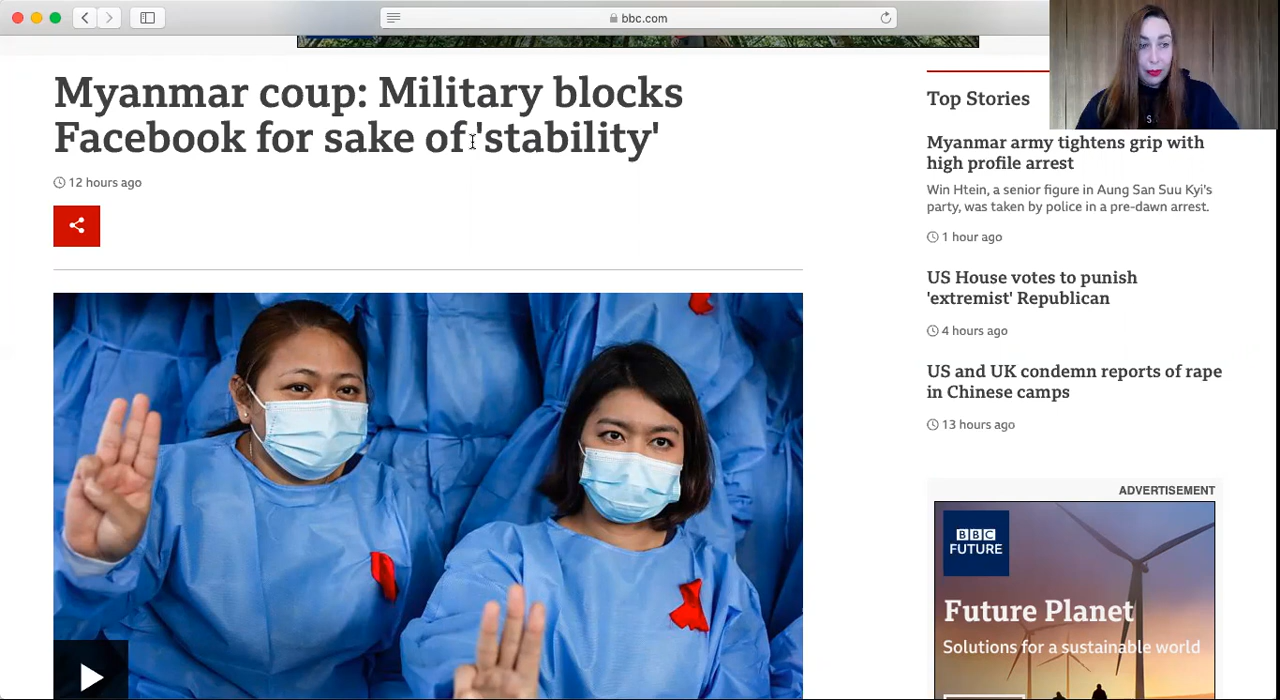 bbc.com
Myanmar coup: Military blocks
Facebook for sake of 'stability'
12 hours ago
Top Stories
Myanmar army tightens grip with
high profile arrest
Win Htein, a senior figure in Aung San Suu Kyi's
party, was taken by police in a pre-dawn arrest.
1 hour ago
US House votes to punish
'extremist' Republican
4 hours ago
US and UK condemn reports of rape
in Chinese camps
13 hours ago
ADVERTISEMENT
BBC
FUTURE
Future Planet
Solutions for a sustainable world